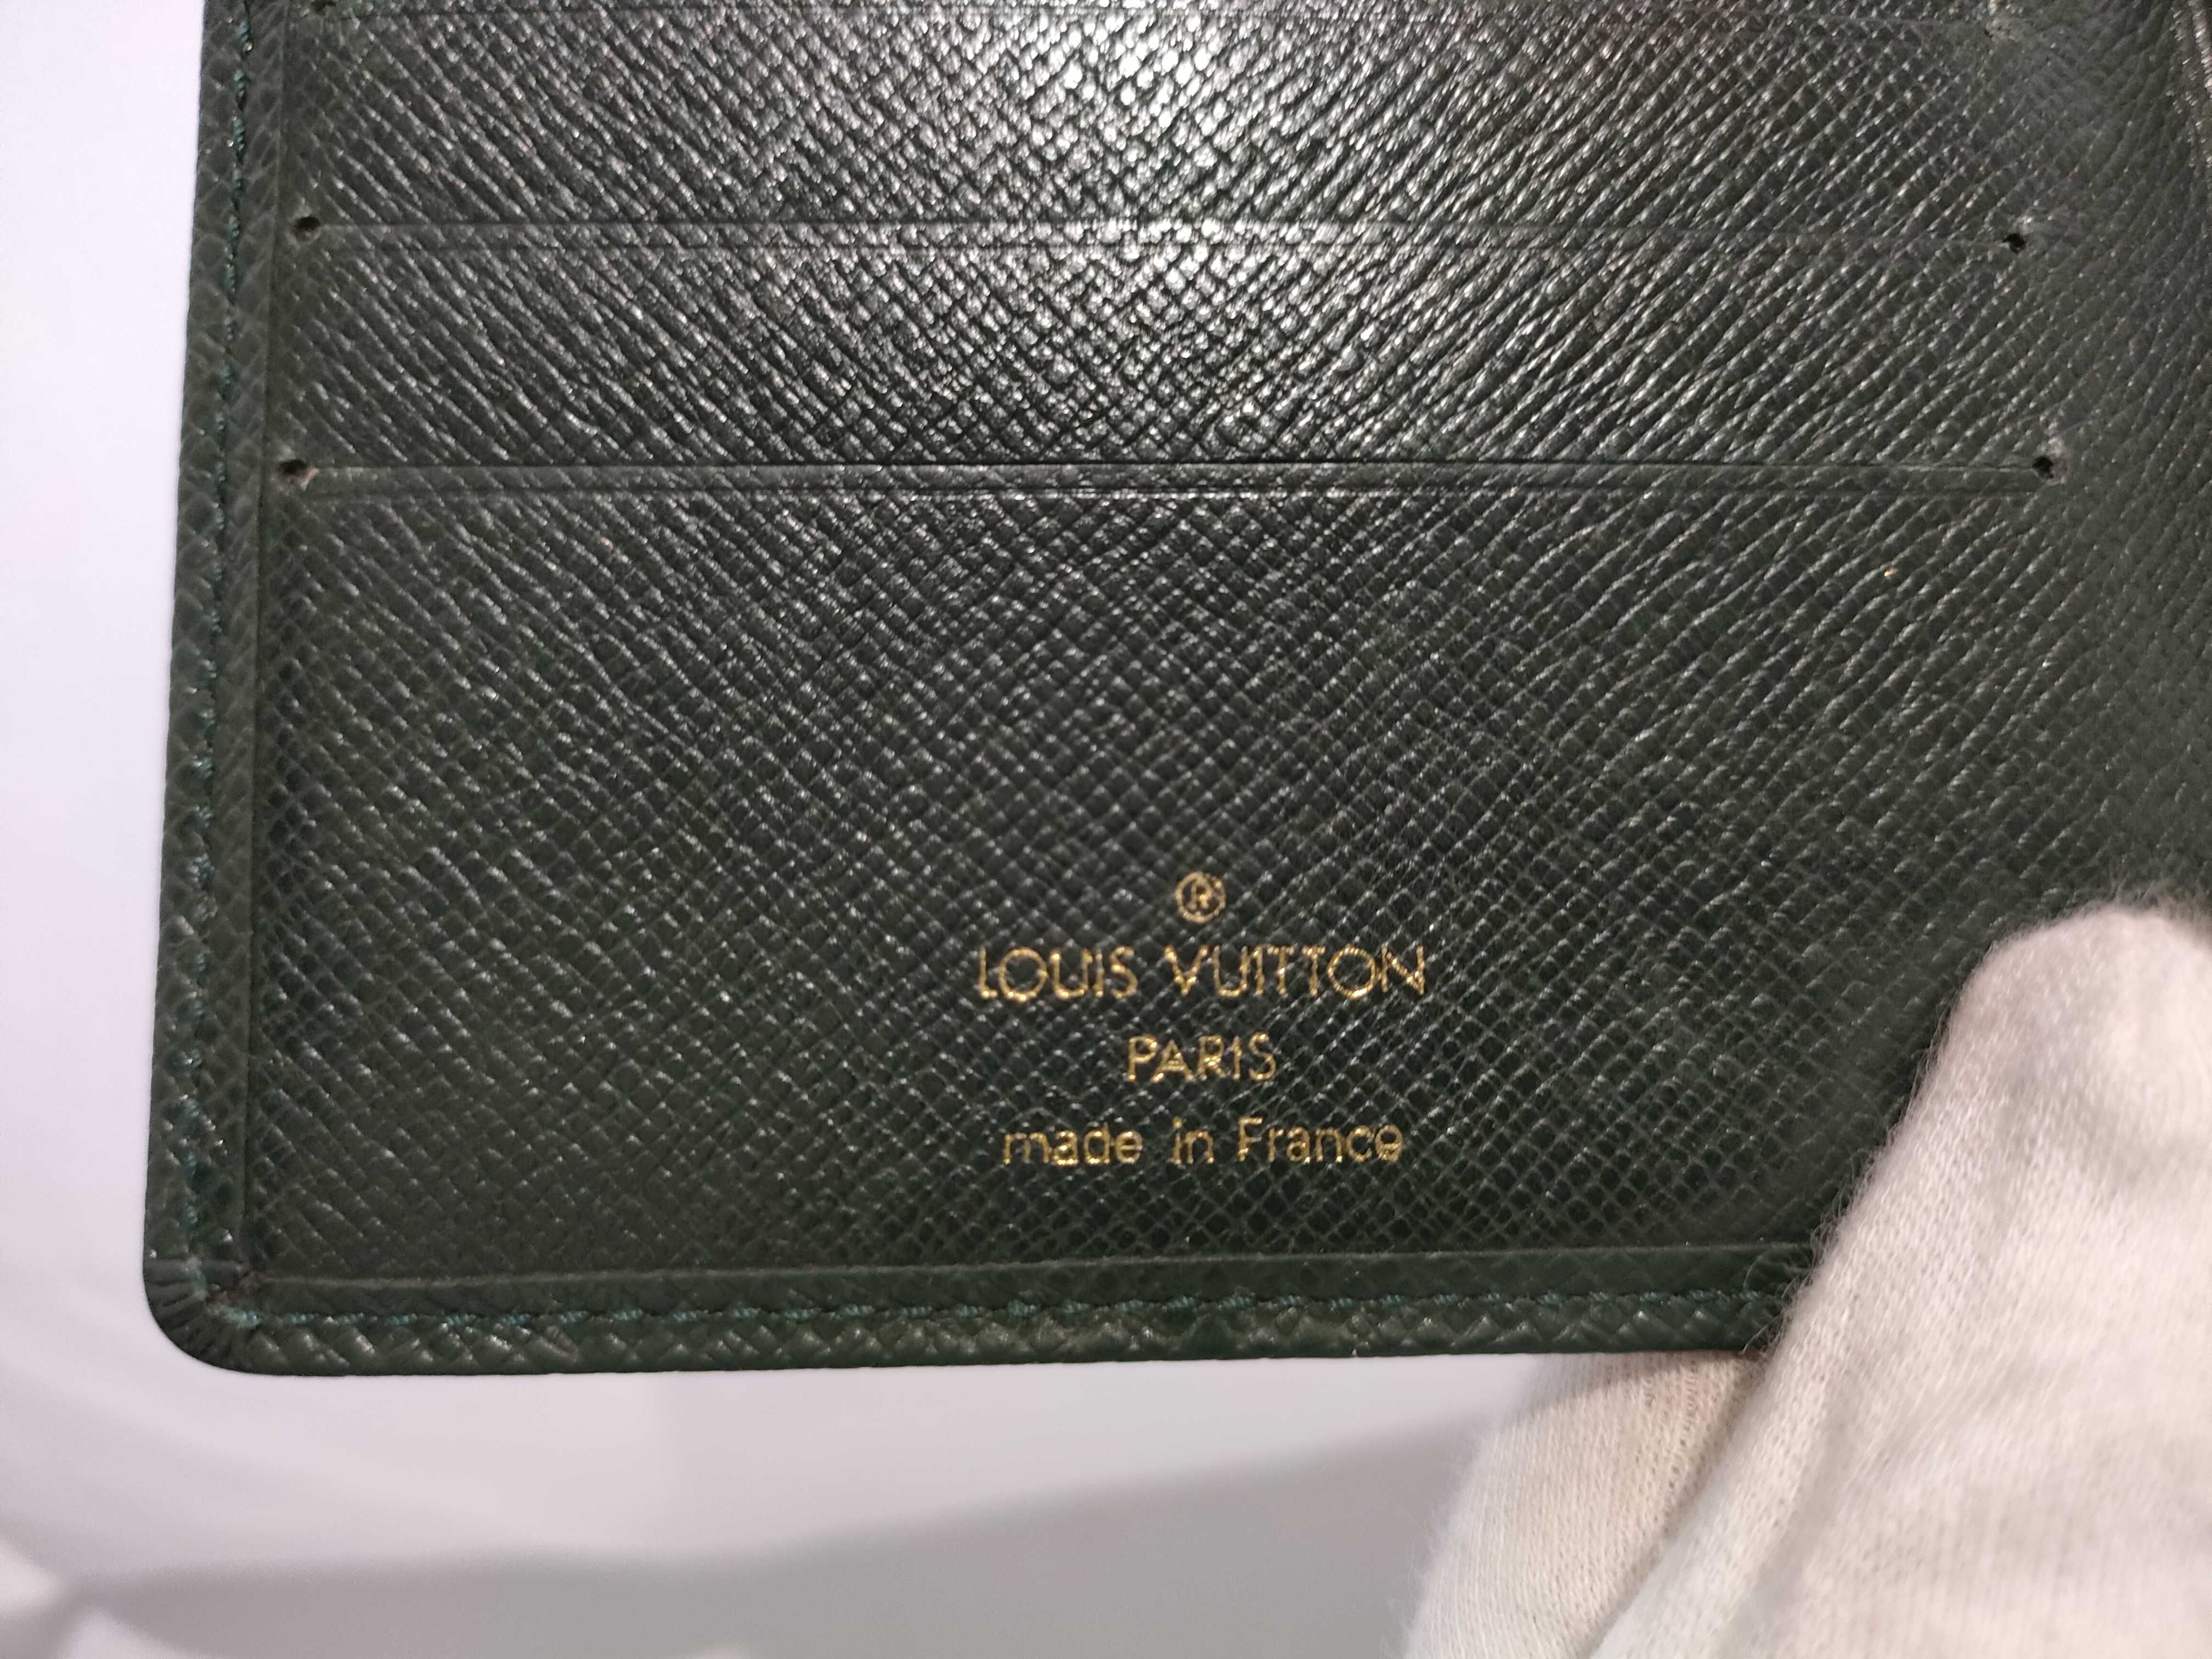 ®
LOUIS VUITTON
PARIS
made in France